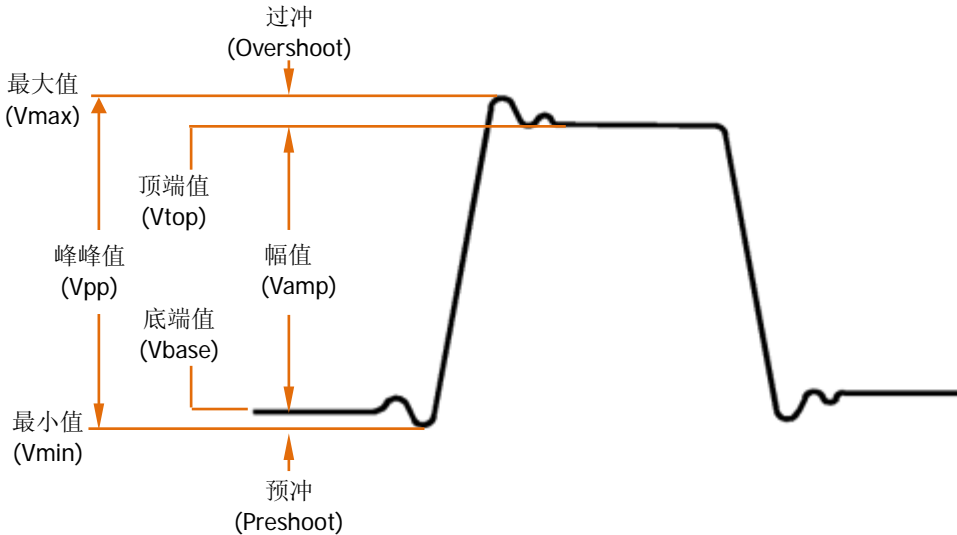 过冲
(Overshoot)
最大值
(Vmax)
顶端值
(Vtop)
峰峰值
(Vpp)
幅值
(Vamp)
底端值
(Vbase)
最小值
(Vmin)
预冲
(Preshoot)